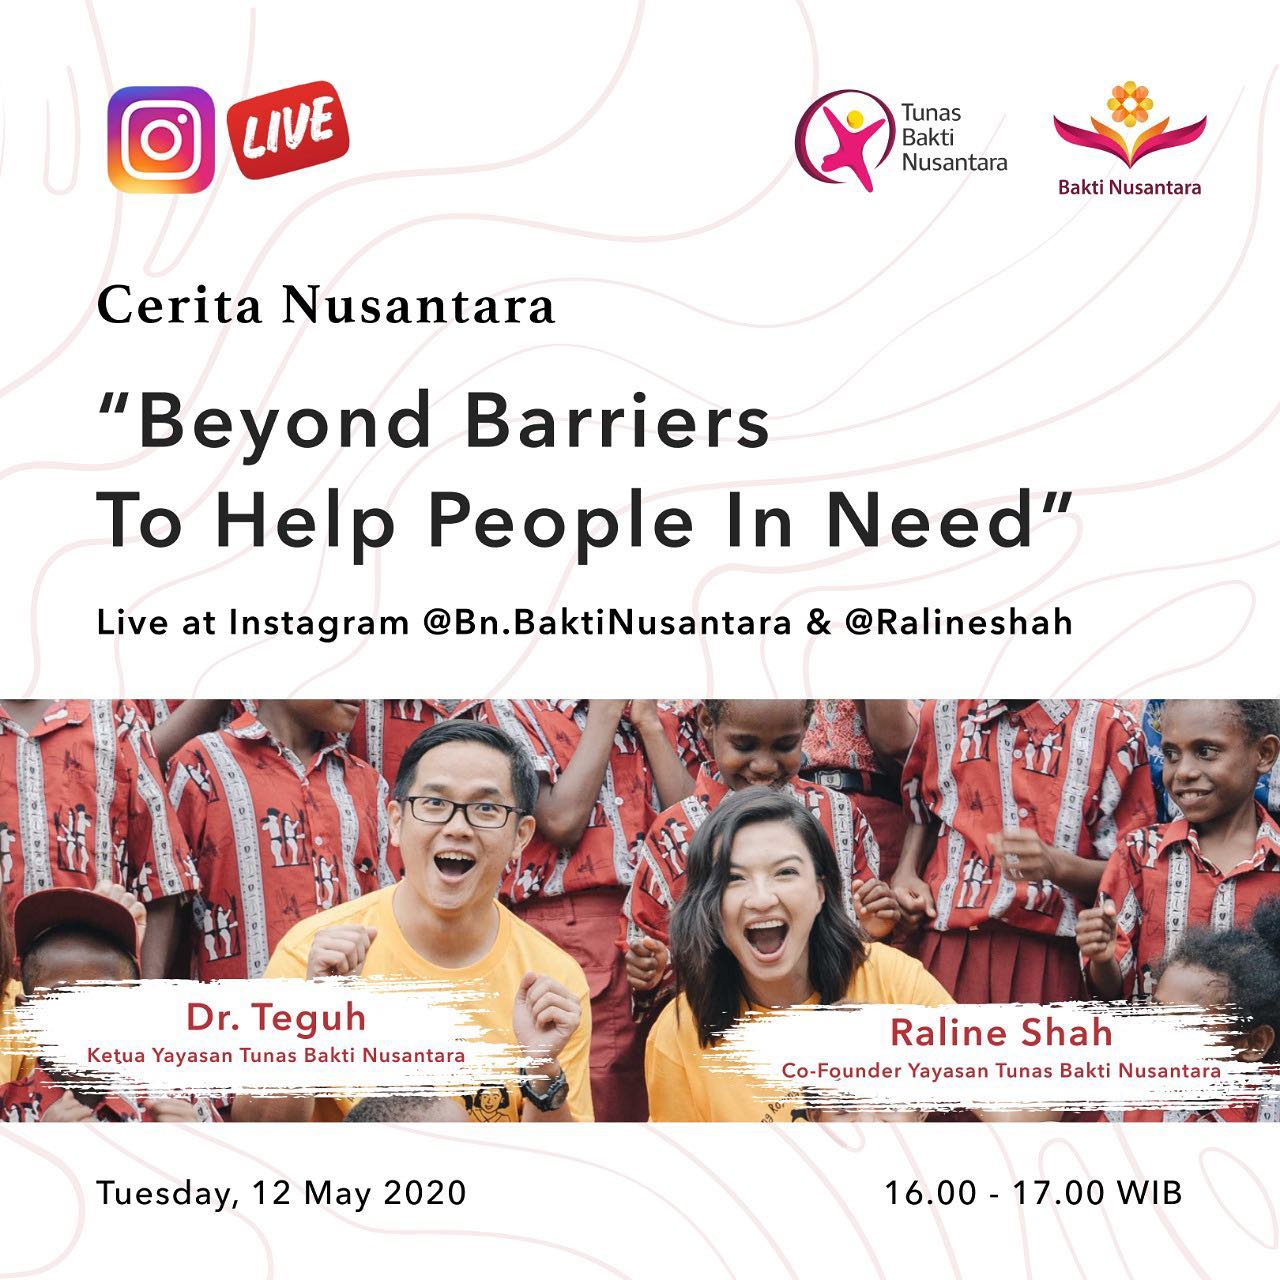 LIVE
Tunas
Bakti
Nusantara
Bakti Nusantara
Cerita Nusantara
“Beyond Barriers
To Help People In Need”
Live at Instagram @Bn.BaktiNusantara & @Ralineshah
Dr. Teguh
Ketua Yayasan Tunas Bakti Nusantara
Raline Shah
Co-Founder Yayasan Tunas Bakti Nusantara
Tuesday, 12 May 2020
16.00 - 17.00 WIB